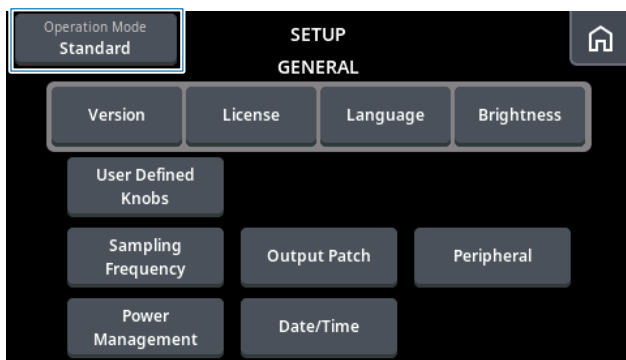 Operation Mode
Standard
SETUP
GENERAL
Version
License
Language
Brightness
User Defined
Knobs
Sampling
Frequency
Output Patch
Peripheral
Power
Management
Date/Time